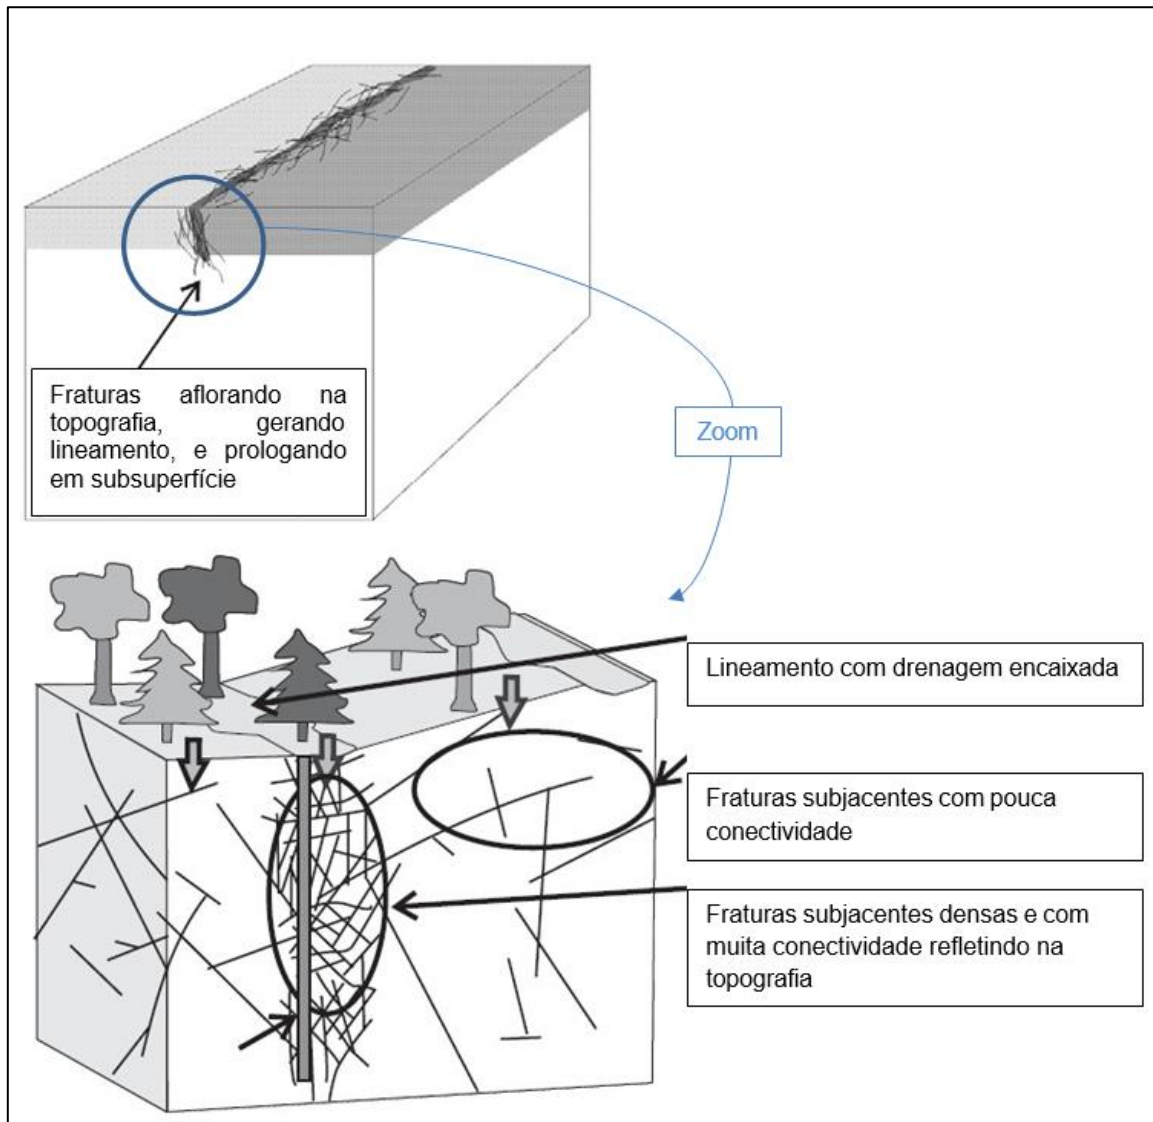 Fraturas aflorando na
topografia, gerando
lineamento, e prologando
em subsuperfície
Zoom
Lineamento com drenagem encaixada
Fraturas subjacentes com pouca
conectividade
Fraturas subjacentes densas e com
muita conectividade refletindo na
topografia